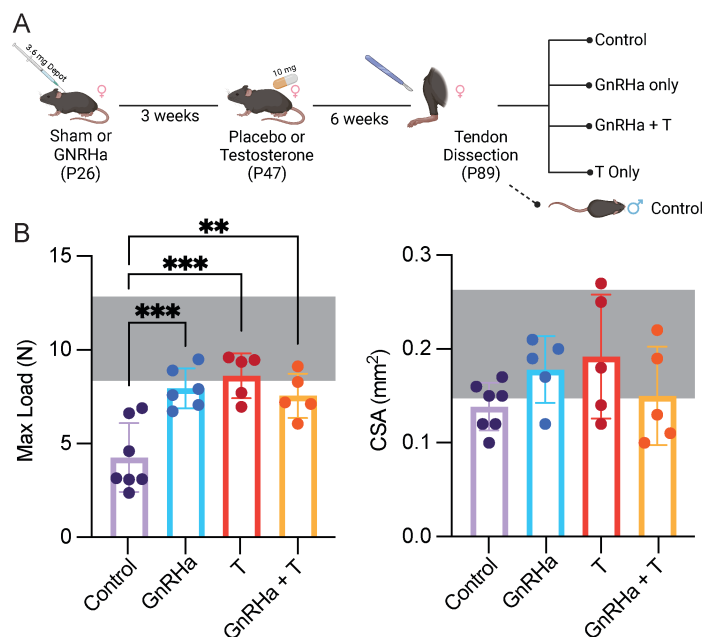 A
3.6 mg Depot
♀
Sham or
GNRHa
(P26)
3 weeks
10 mg
♀
Placebo or
Testosterone
(P47)
6 weeks
♀
Tendon
Dissection
(P89)
Control
GnRHa only
GnRHa + T
T Only
♂ Control
B
Max Load (N)
15
10
5
0
**
***
***
Control
GnRHa
T
GnRHa + T
CSA (mm²)
0.3
0.2
0.1
0.0
Control
GnRHa
T
GnRHa + T